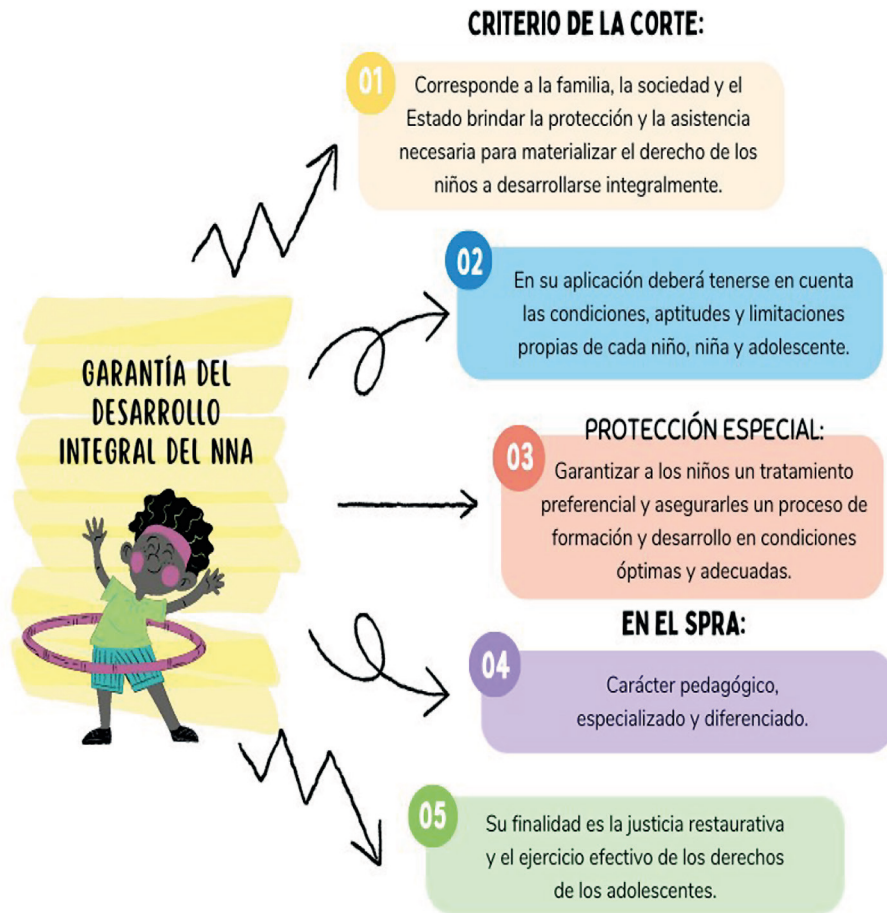 CRITERIO DE LA CORTE:
01
Corresponde a la familia, la sociedad y el
Estado brindar la protección y la asistencia
necesaria para materializar el derecho de los
niños a desarrollarse integralmente.
02
En su aplicación deberá tenerse en cuenta
las condiciones, aptitudes y limitaciones
propias de cada niño, niña y adolescente.
GARANTÍA DEL
DESARROLLO
INTEGRAL DEL NNA
PROTECCIÓN ESPECIAL:
03
Garantizar a los niños un tratamiento
preferencial y asegurarles un proceso de
formación y desarrollo en condiciones
óptimas y adecuadas.
EN EL SPRA:
04
Carácter pedagógico,
especializado y diferenciado.
05
Su finalidad es la justicia restaurativa
y el ejercicio efectivo de los derechos
de los adolescentes.